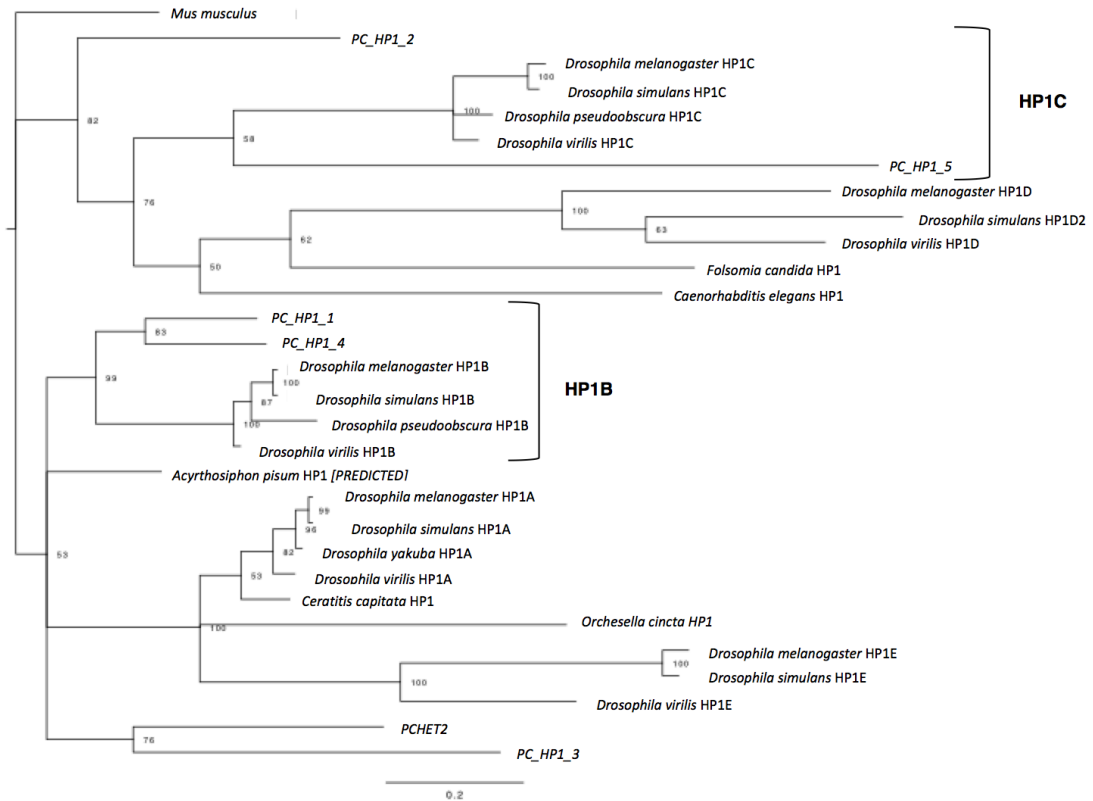 Mus musculus
PC_HP1_2
Drosophila melanogaster HP1C
100
HP1C
Drosophila simulans HP1C
100
Drosophila pseudoobscura HP1C
82
58
Drosophila virilis HP1C
PC_HP1_5
Drosophila melanogaster HP1D
76
100
Drosophila simulans HP1D2
63
62
Drosophila virilis HP1D
50
Folsomia candida HP1
Caenorhabditis elegans HP1
PC_HP1_1
83
PC_HP1_4
Drosophila melanogaster HP1B
99
100
HP1B
Drosophila simulans HP1B
87
100
Drosophila pseudoobscura HP1B
Drosophila virilis HP1B
Acyrthosiphon pisum HP1 [PREDICTED]
Drosophila melanogaster HP1A
99
Drosophila simulans HP1A
96
53
82
Drosophila yakuba HP1A
53
Drosophila virilis HP1A
Ceratitis capitata HP1
100
Orchesella cincta HP1
Drosophila melanogaster HP1E
100
Drosophila simulans HP1E
100
Drosophila virilis HP1E
PCHET2
76
PC_HP1_3
0.2